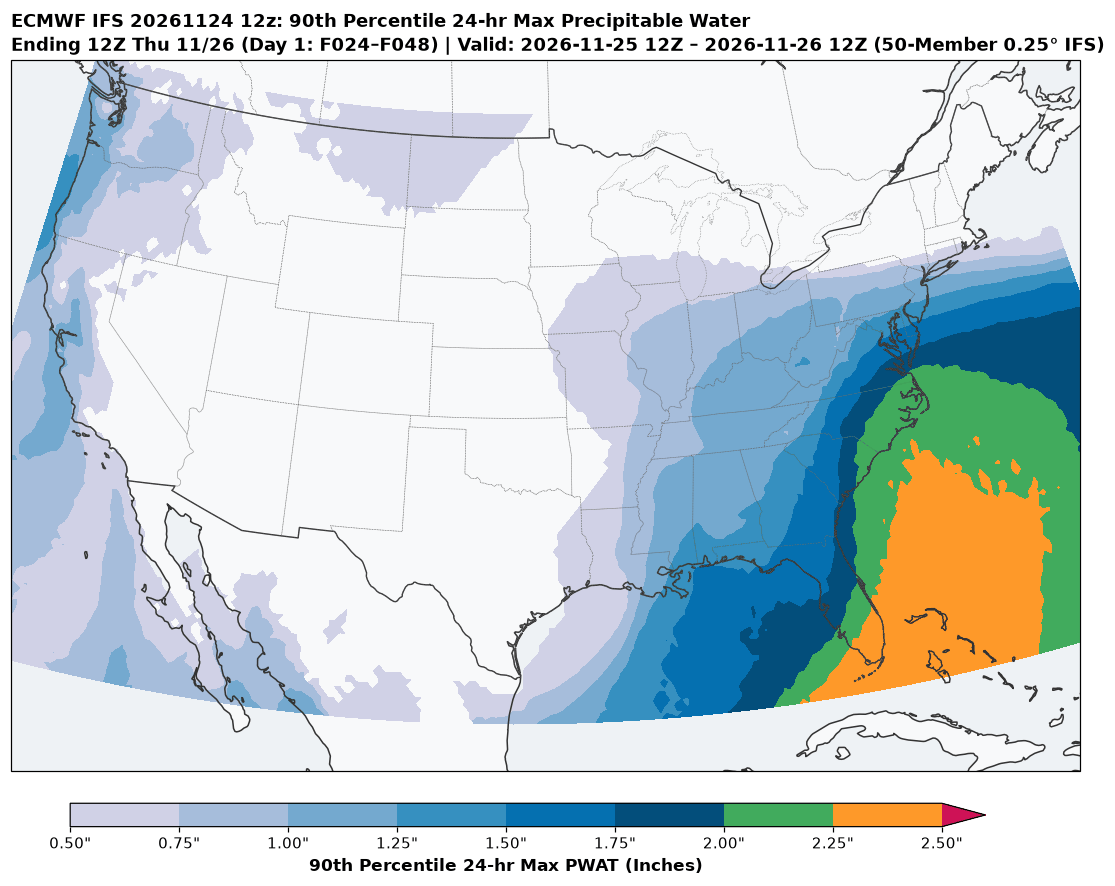 ECMWF IFS 20261124 12z: 90th Percentile 24-hr Max Precipitable Water
Ending 12Z Thu 11/26 (Day 1: F024–F048) | Valid: 2026-11-25 12Z – 2026-11-26 12Z (50-Member 0.25° IFS)
0.50" 0.75" 1.00" 1.25" 1.50" 1.75" 2.00" 2.25" 2.50"
90th Percentile 24-hr Max PWAT (Inches)